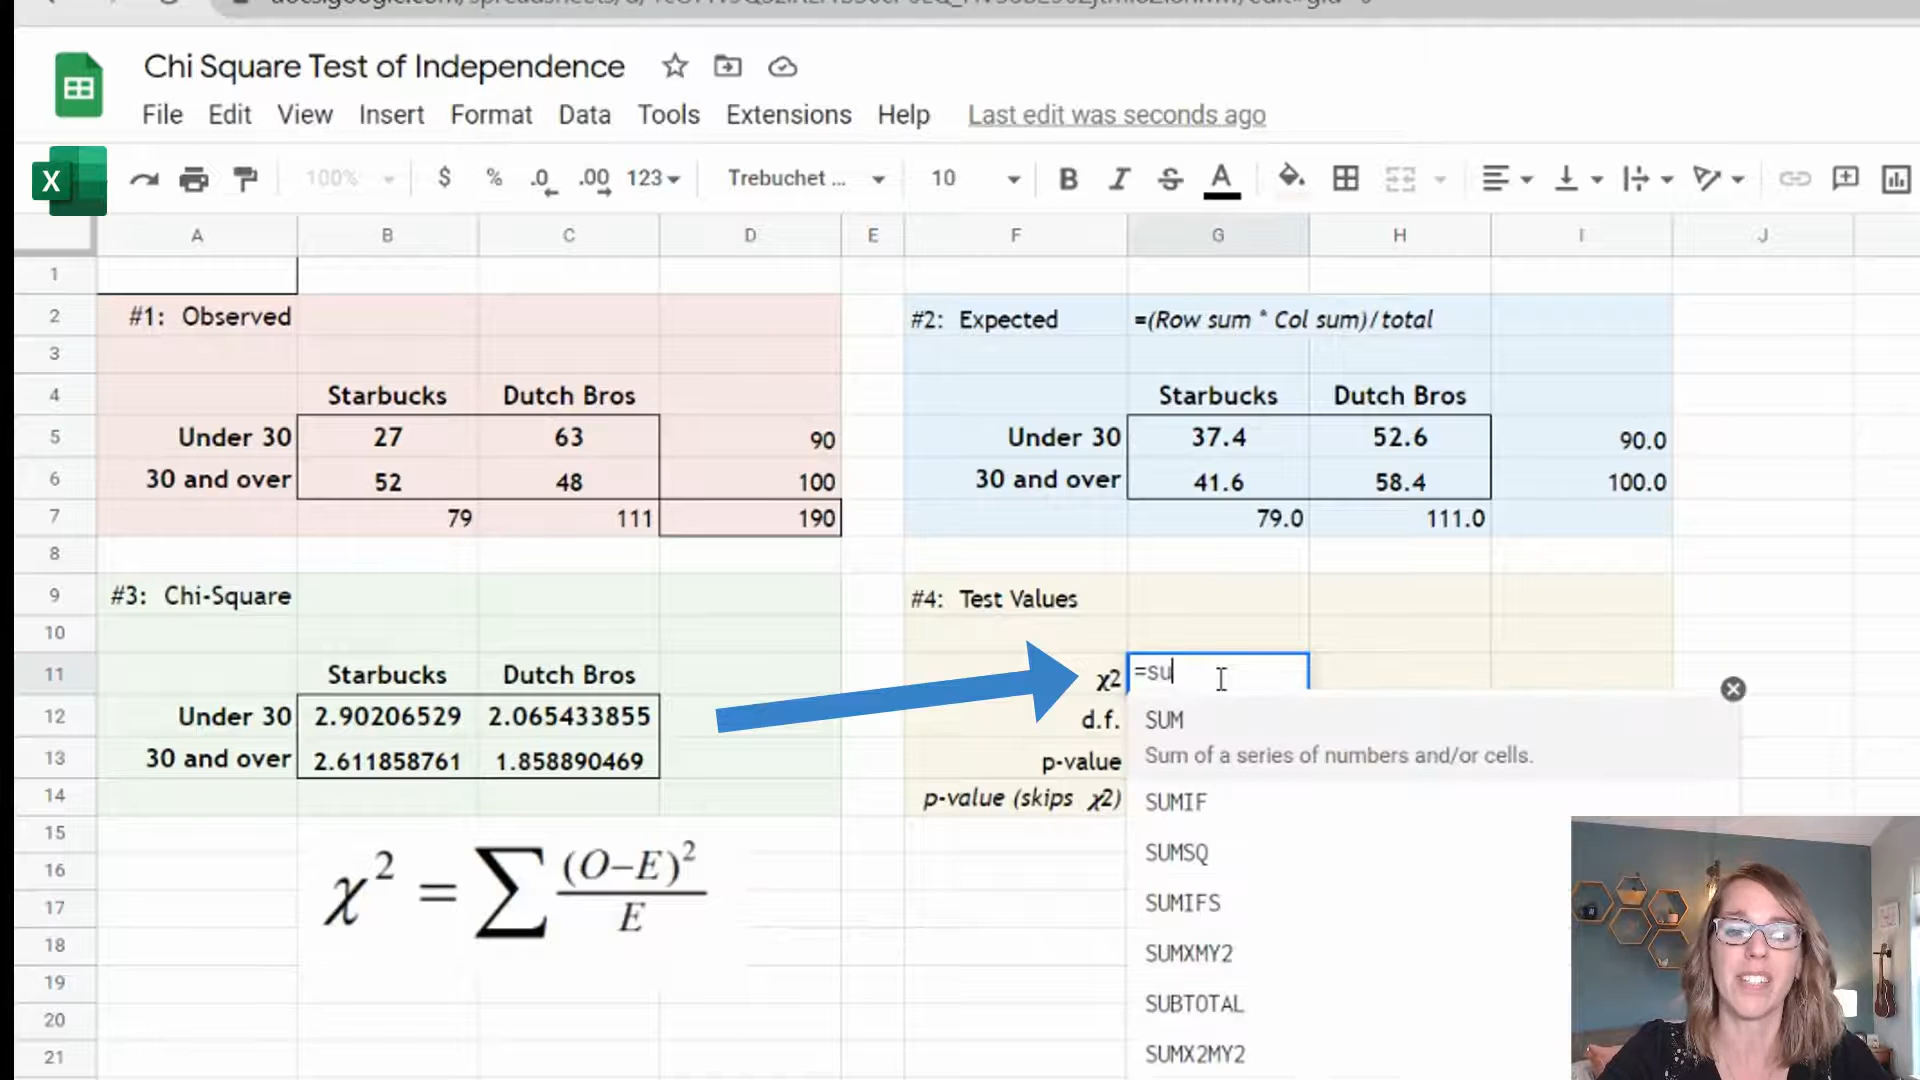 Chi Square Test of Independence
File Edit View Insert Format Data Tools Extensions Help Last edit was seconds ago
X 100% $ % .0 .00 123 Trebuchet ... 10 B I S A
A B C D E F G H I J
1
2 #1: Observed #2: Expected =(Row sum * Col sum)/total
3
4 Starbucks Dutch Bros Starbucks Dutch Bros
5 Under 30 27 63 90 Under 30 37.4 52.6 90.0
6 30 and over 52 48 100 30 and over 41.6 58.4 100.0
7 79 111 190 79.0 111.0
8
9 #3: Chi-Square #4: Test Values
10
11 Starbucks Dutch Bros χ2 =su
12 Under 30 2.90206529 2.065433855 d.f. SUM
13 30 and over 2.611858761 1.858890469 p-value Sum of a series of numbers and/or cells.
14 p-value (skips χ2) SUMIF
15
16 χ² = ∑ (O–E)² / E SUMSQ
17 SUMIFS
18 SUMXMY2
19
20 SUBTOTAL
21 SUMX2MY2